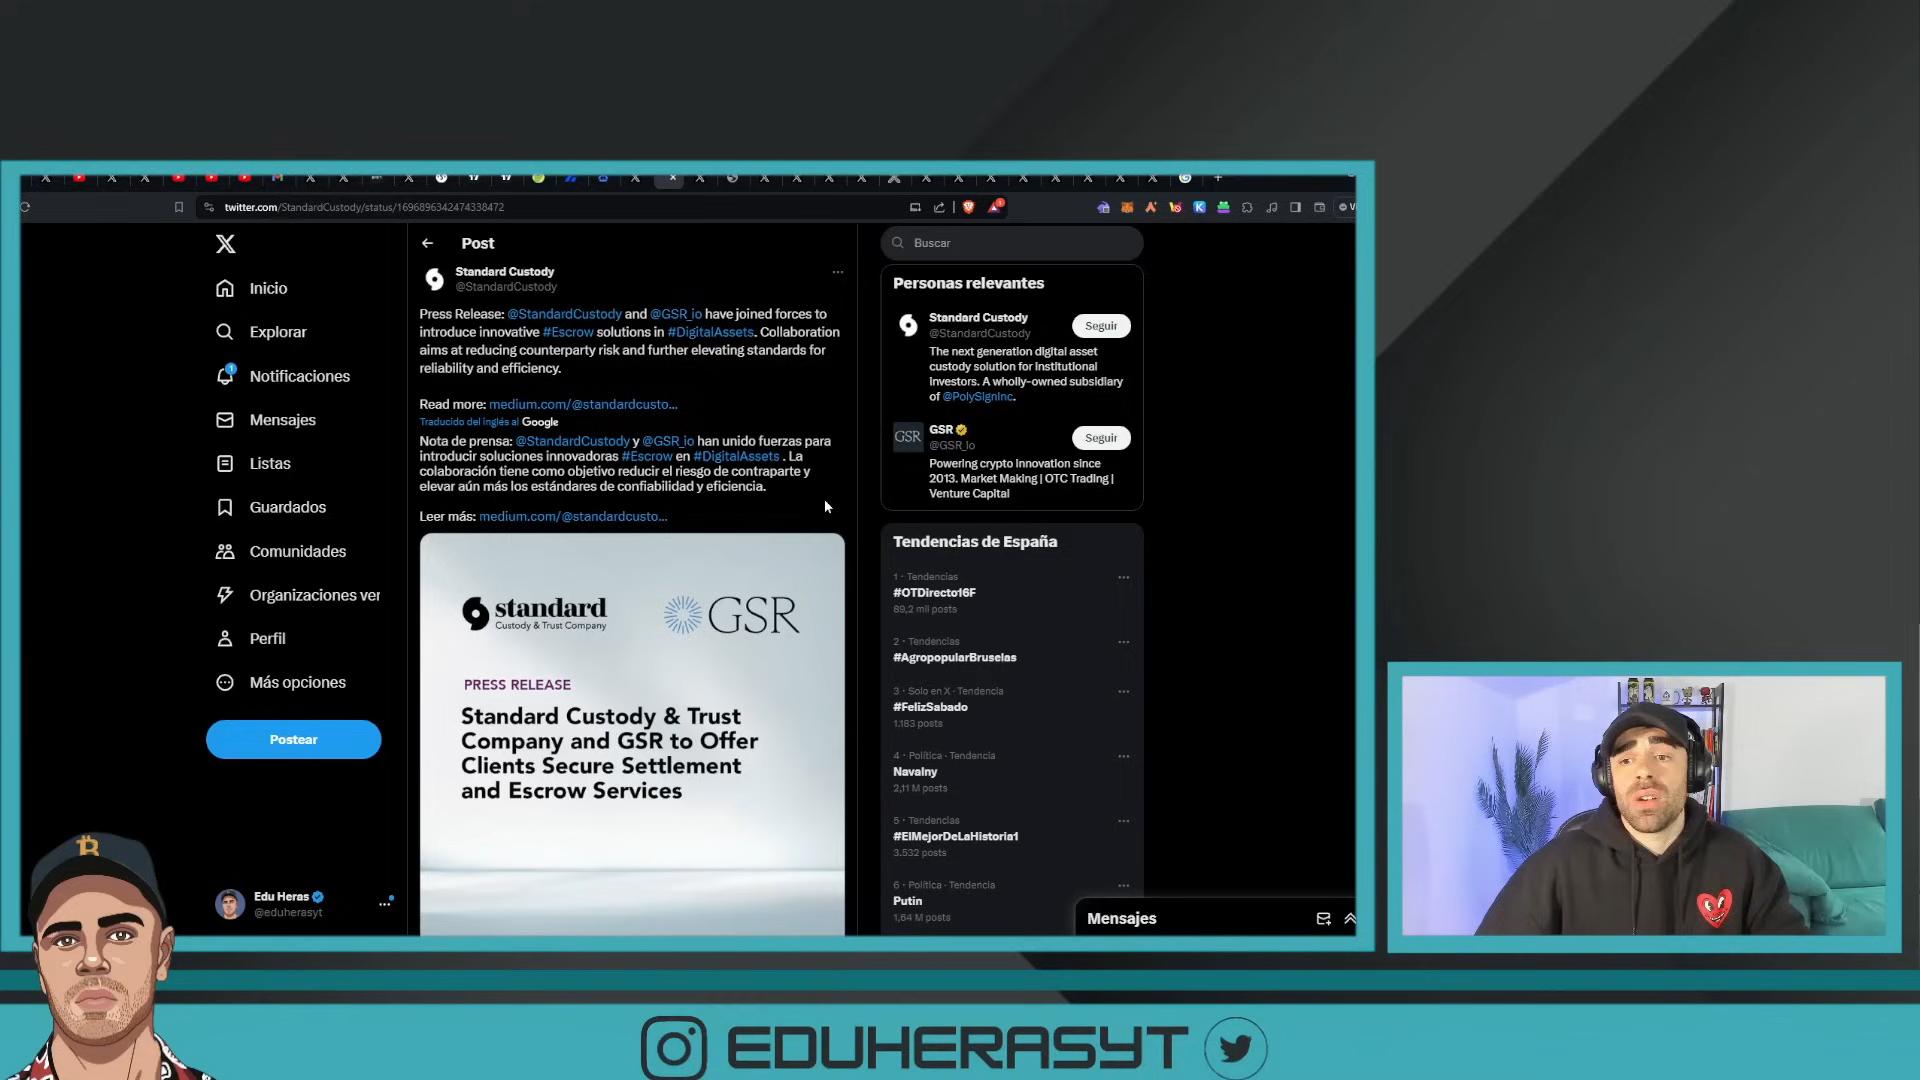 twitter.com/StandardCustody/status/1696896342474338472
Post
Inicio
Explorar
1
Notificaciones
Mensajes
Listas
Guardados
Comunidades
Organizaciones ver
Perfil
Más opciones
Postear
Edu Heras
@eduherasyt
Standard Custody
@StandardCustody
Press Release: @StandardCustody and @GSR_io have joined forces to
introduce innovative #Escrow solutions in #DigitalAssets. Collaboration
aims at reducing counterparty risk and further elevating standards for
reliability and efficiency.
Read more: medium.com/@standardcusto...
Traducido del inglés al Google
Nota de prensa: @StandardCustody y @GSR_io han unido fuerzas para
introducir soluciones innovadoras #Escrow en #DigitalAssets . La
colaboración tiene como objetivo reducir el riesgo de contraparte y
elevar aún más los estándares de confiabilidad y eficiencia.
Leer más: medium.com/@standardcusto...
standard
Custody & Trust Company
GSR
PRESS RELEASE
Standard Custody & Trust
Company and GSR to Offer
Clients Secure Settlement
and Escrow Services
Buscar
Personas relevantes
Standard Custody
@StandardCustody
Seguir
The next generation digital asset
custody solution for institutional
investors. A wholly-owned subsidiary
of @PolySignInc.
GSR
GSR
@GSR_io
Seguir
Powering crypto innovation since
2013. Market Making | OTC Trading |
Venture Capital
Tendencias de España
1 · Tendencias
#OTDirecto16F
89,2 mil posts
2 · Tendencias
#AgropopularBruselas
3 · Solo en X · Tendencia
#FelizSabado
1.183 posts
4 · Política · Tendencia
Navalny
2,11 M posts
5 · Tendencias
#ElMejorDeLaHistoria1
3.532 posts
6 · Política · Tendencia
Putin
1,64 M posts
Mensajes
EDUHERASYT